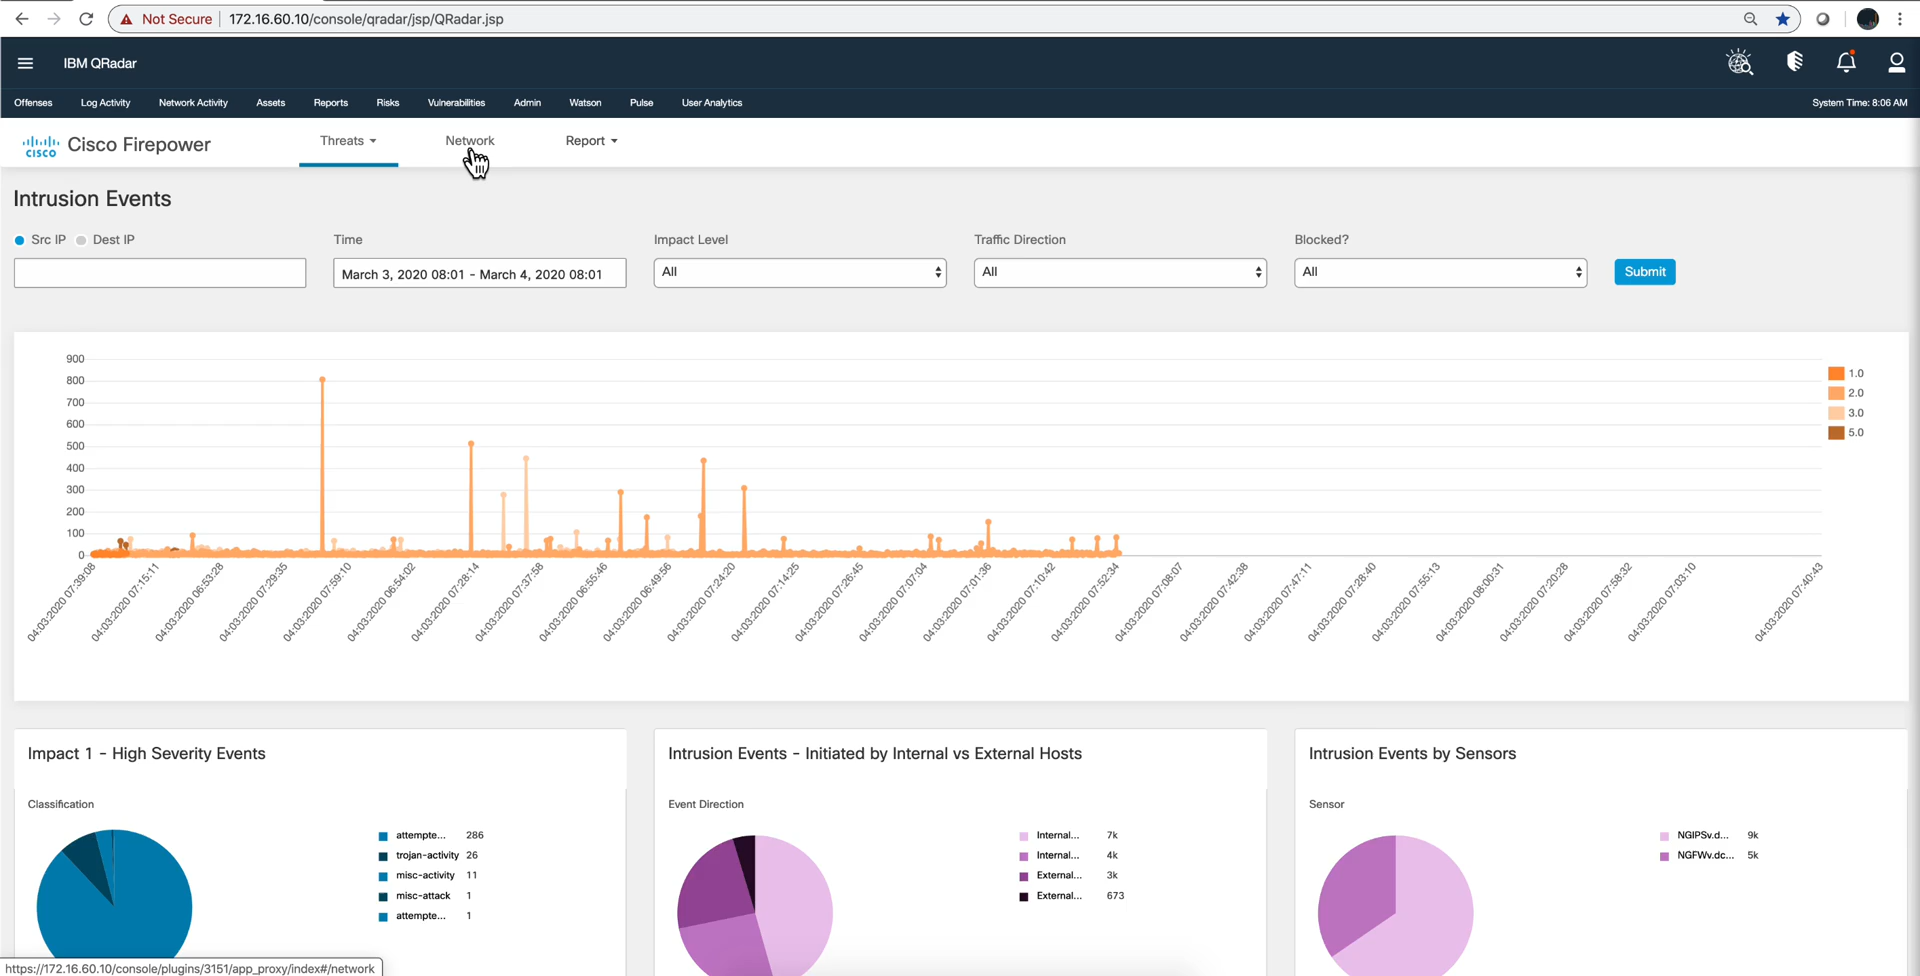 Not Secure 172.16.60.10/console/qradar/jsp/QRadar.jsp
IBM QRadar
Offenses Log Activity Network Activity Assets Reports Risks Vulnerabilities Admin Watson Pulse User Analytics System Time: 8:06 AM
CISCO Cisco Firepower Threats Network Report
Intrusion Events
Src IP Dest IP Time Impact Level Traffic Direction Blocked?
March 3, 2020 08:01 - March 4, 2020 08:01 All All All Submit
900
800
700
600
500
400
300
200
100
0
1.0
2.0
3.0
5.0
04:03:2020 07:39:08
04:03:2020 07:15:11
04:03:2020 06:53:28
04:03:2020 07:29:35
04:03:2020 07:59:10
04:03:2020 06:54:02
04:03:2020 07:28:14
04:03:2020 07:37:58
04:03:2020 06:55:46
04:03:2020 06:49:56
04:03:2020 07:24:20
04:03:2020 07:14:25
04:03:2020 07:26:45
04:03:2020 07:07:04
04:03:2020 07:01:36
04:03:2020 07:10:42
04:03:2020 07:52:34
04:03:2020 07:08:07
04:03:2020 07:42:38
04:03:2020 07:47:11
04:03:2020 07:28:40
04:03:2020 07:55:13
04:03:2020 08:00:31
04:03:2020 07:20:28
04:03:2020 07:58:32
04:03:2020 07:03:10
04:03:2020 07:40:43
Impact 1 - High Severity Events
Classification
attempte... 286
trojan-activity 26
misc-activity 11
misc-attack 1
attempte... 1
Intrusion Events - Initiated by Internal vs External Hosts
Event Direction
Internal... 7k
Internal... 4k
External... 3k
External... 673
Intrusion Events by Sensors
Sensor
NGIPSv.d... 9k
NGFWv.dc... 5k
https://172.16.60.10/console/plugins/3151/app_proxy/index#/network